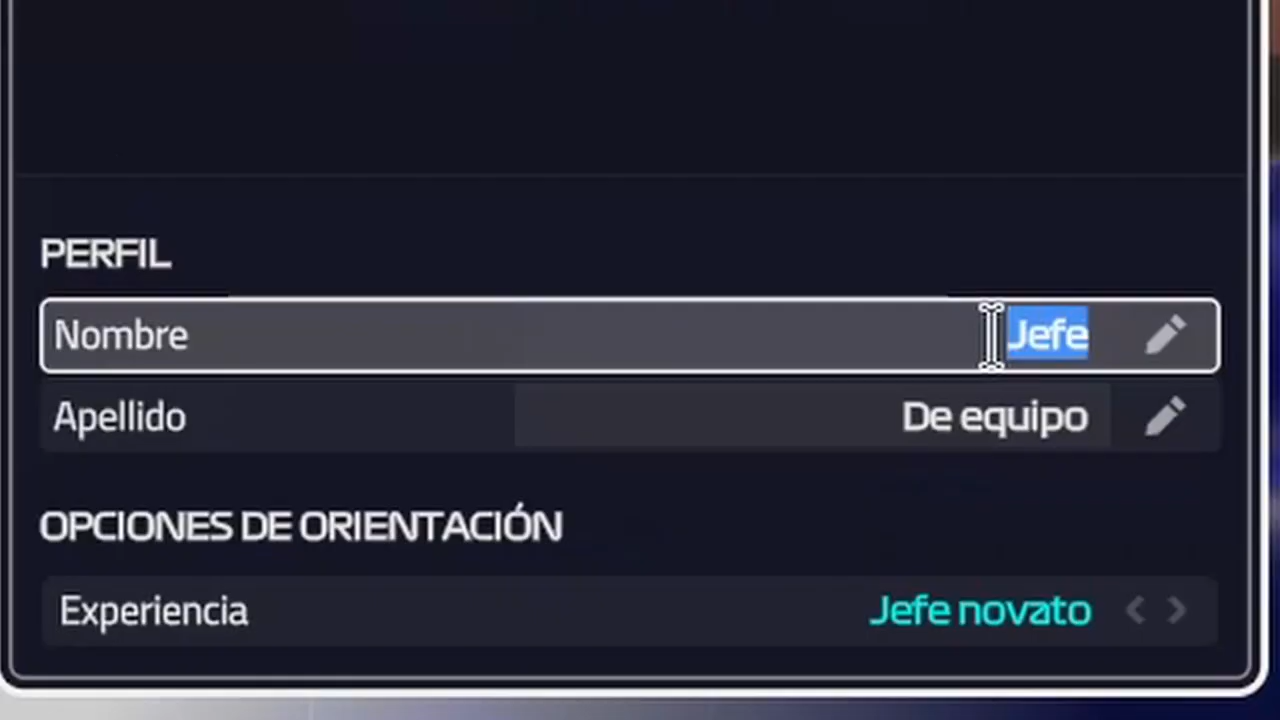 PERFIL
Nombre Jefe
Apellido De equipo
OPCIONES DE ORIENTACIÓN
Experiencia Jefe novato